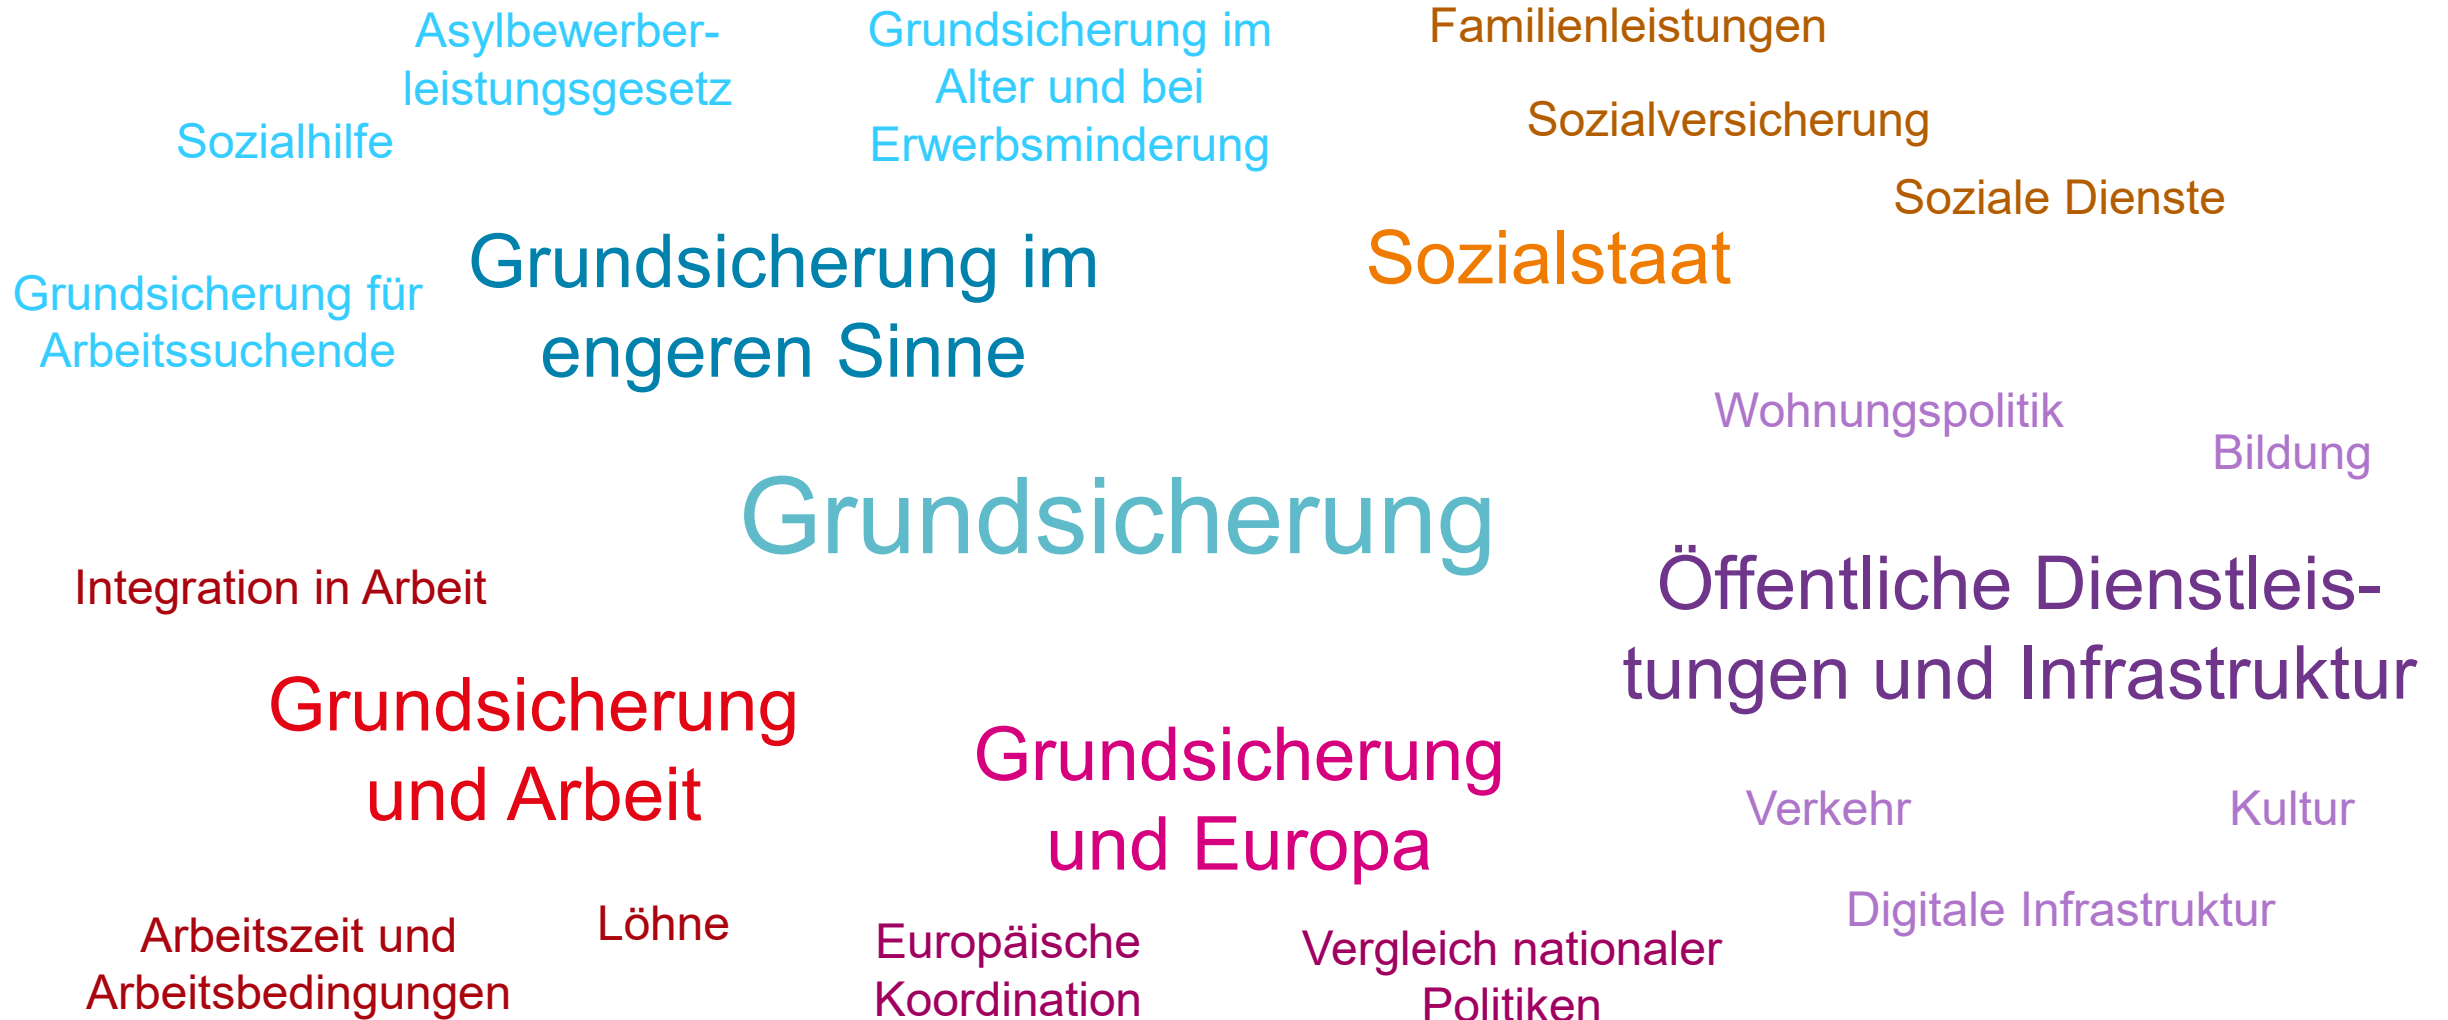 Asylbewerber-
leistungsgesetz
Grundsicherung im
Alter und bei
Erwerbsminderung
Familienleistungen
Sozialversicherung
Sozialhilfe
Soziale Dienste
Grundsicherung für
Arbeitssuchende
Grundsicherung im
engeren Sinne
Sozialstaat
Wohnungspolitik
Bildung
Grundsicherung
Integration in Arbeit
Öffentliche Dienstleis-
tungen und Infrastruktur
Grundsicherung
und Arbeit
Grundsicherung
und Europa
Verkehr
Kultur
Digitale Infrastruktur
Arbeitszeit und
Arbeitsbedingungen
Löhne
Europäische
Koordination
Vergleich nationaler
Politiken